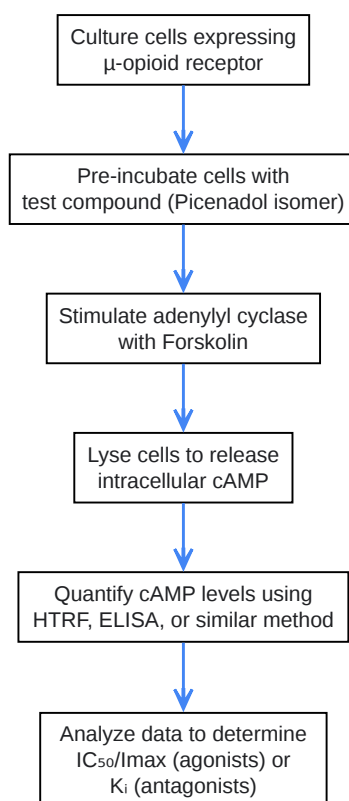 Culture cells expressing
µ-opioid receptor
Pre-incubate cells with
test compound (Picenadol isomer)
Stimulate adenylyl cyclase
with Forskolin
Lyse cells to release
intracellular cAMP
Quantify cAMP levels using
HTRF, ELISA, or similar method
Analyze data to determine
IC₅₀/Imax (agonists) or
Kᵢ (antagonists)